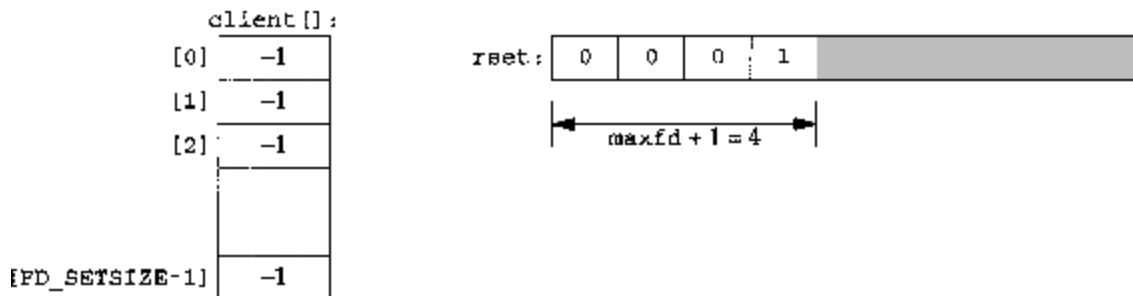 client[]:
[0] −1
rset: 0 0 0 1
[1] −1
maxfd + 1 = 4
[2] −1
[FD_SETSIZE-1] −1